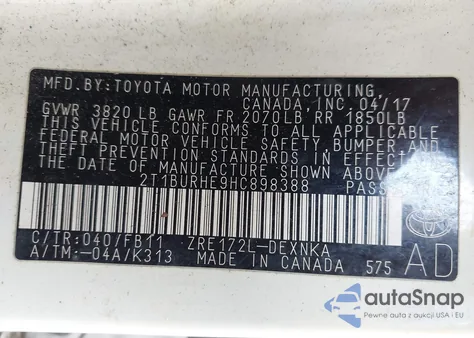 MFD. BY: TOYOTA MOTOR MANUFACTURING,
CANADA, INC. 04/17
GVWR 3820 LB GAWR FR 2070LB RR 1850LB
THIS VEHICLE CONFORMS TO ALL APPLICABLE
FEDERAL MOTOR VEHICLE SAFETY, BUMPER, AND
THEFT PREVENTION STANDARDS IN EFFECT
THE DATE OF MANUFACTURE SHOWN ABOVE.
2T1BURHE9HC898388 PASS
C/TR: 040/FB11 ZRE172L-DEXNKA
A/TM: -04A/K313 MADE IN CANADA 575
AD
autoSnap
Pewne auta z aukcji USA i EU